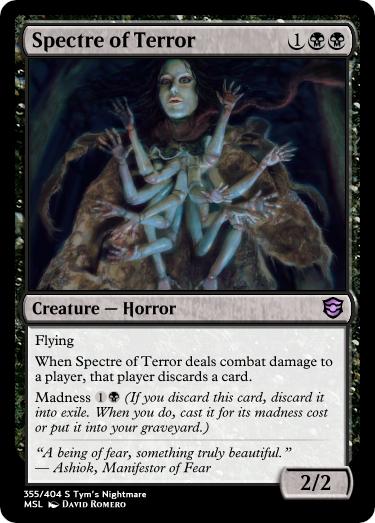 Spectre of Terror 1
Creature — Horror
Flying
When Spectre of Terror deals combat damage to
a player, that player discards a card.
Madness 1 (If you discard this card, discard it
into exile. When you do, cast it for its madness cost
or put it into your graveyard.)
“A being of fear, something truly beautiful.”
— Ashiok, Manifestor of Fear
2/2
355/404 S Tym's Nightmare
MSL DAVID ROMERO